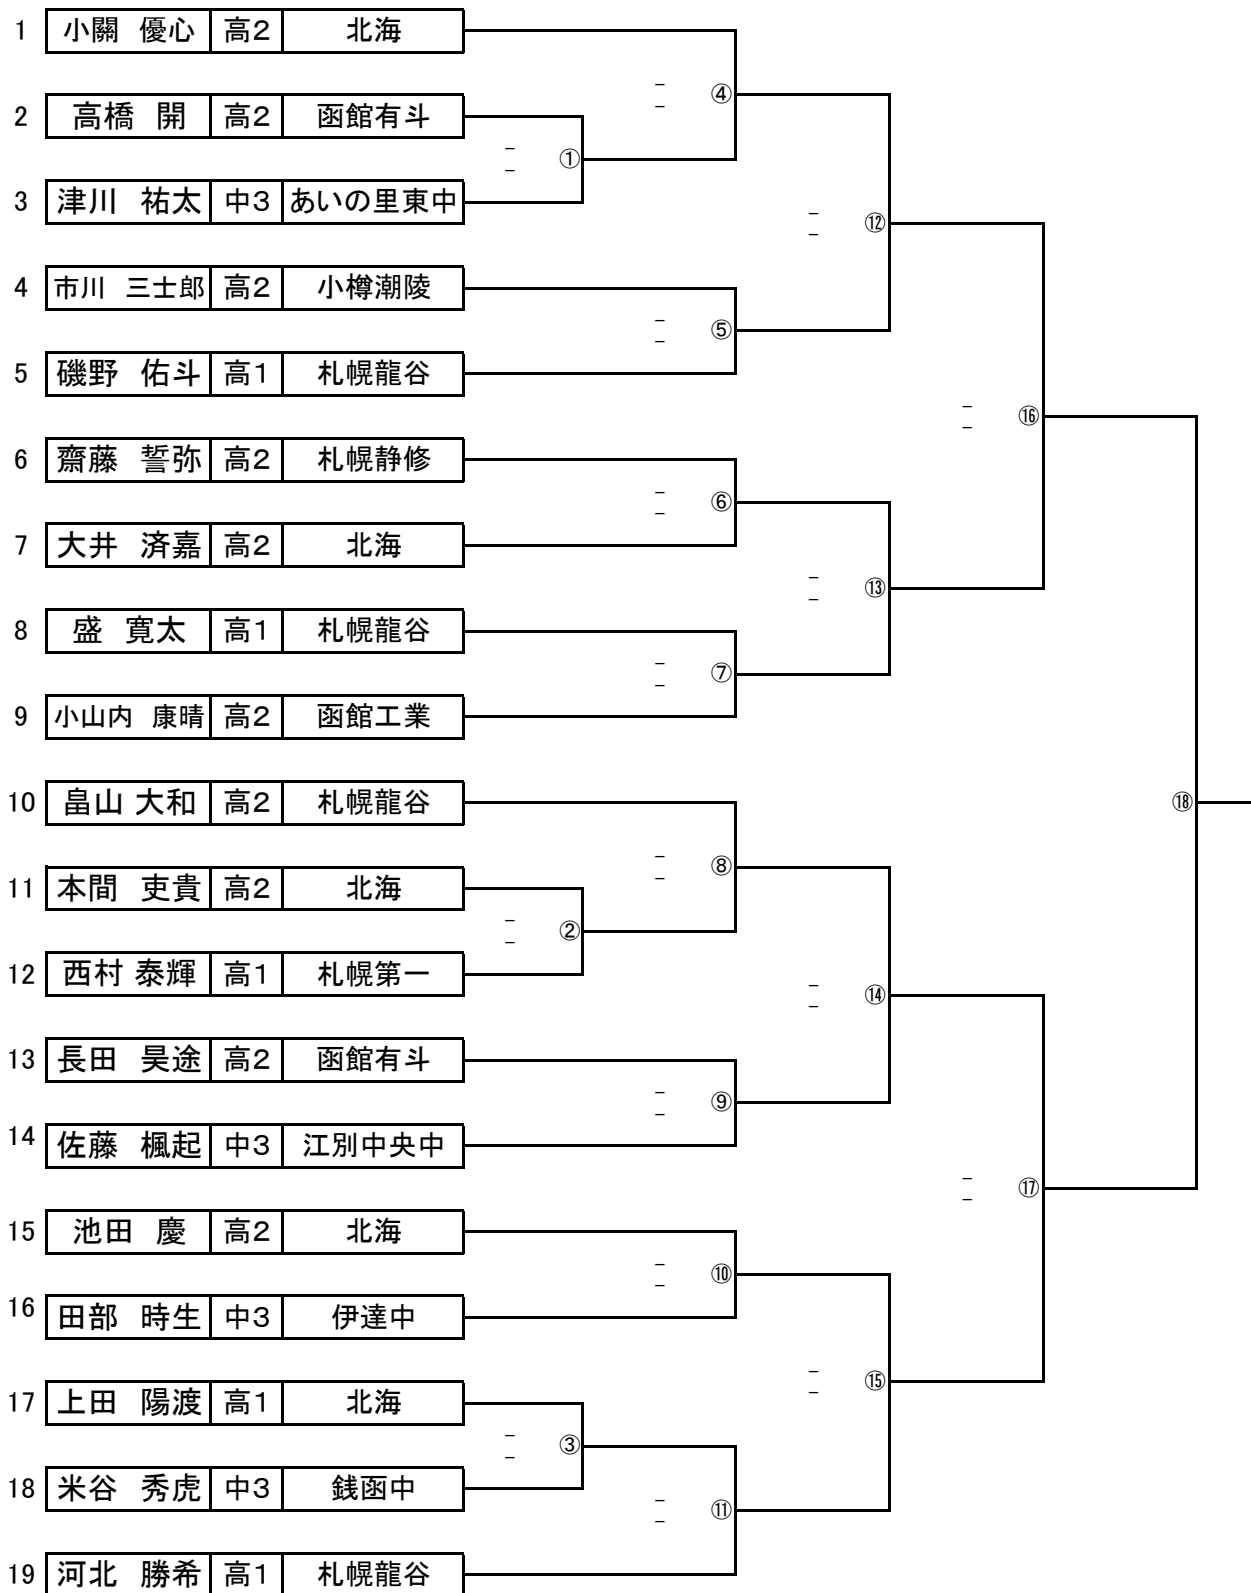 1 小關 優心 高2 北海
④
2 高橋 開 高2 函館有斗
①
3 津川 祐太 中3 あいの里東中
⑫
4 市川 三士郎 高2 小樽潮陵
⑤
5 磯野 佑斗 高1 札幌龍谷
⑯
6 齋藤 誓弥 高2 札幌静修
⑥
7 大井 済嘉 高2 北海
⑬
8 盛 寛太 高1 札幌龍谷
⑦
9 小山内 康晴 高2 函館工業
10 畠山 大和 高2 札幌龍谷
⑱
⑧
11 本間 吏貴 高2 北海
②
12 西村 泰輝 高1 札幌第一
⑭
13 長田 昊途 高2 函館有斗
⑨
14 佐藤 楓起 中3 江別中央中
⑰
15 池田 慶 高2 北海
⑩
16 田部 時生 中3 伊達中
⑮
17 上田 陽渡 高1 北海
③
18 米谷 秀虎 中3 銭函中
⑪
19 河北 勝希 高1 札幌龍谷